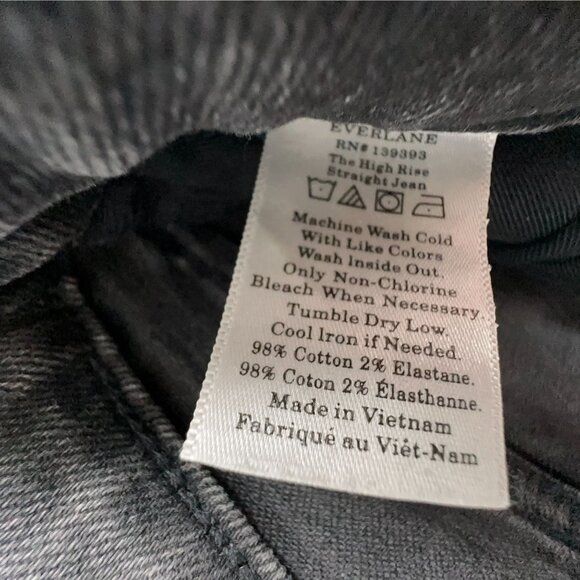 EVERLANE
RN# 139393
The High Rise
Straight Jean
Machine Wash Cold
With Like Colors
Wash Inside Out.
Only Non-Chlorine
Bleach When Necessary.
Tumble Dry Low.
Cool Iron if Needed.
98% Cotton 2% Elastane.
98% Coton 2% Élasthanne.
Made in Vietnam
Fabriqué au Viêt-Nam